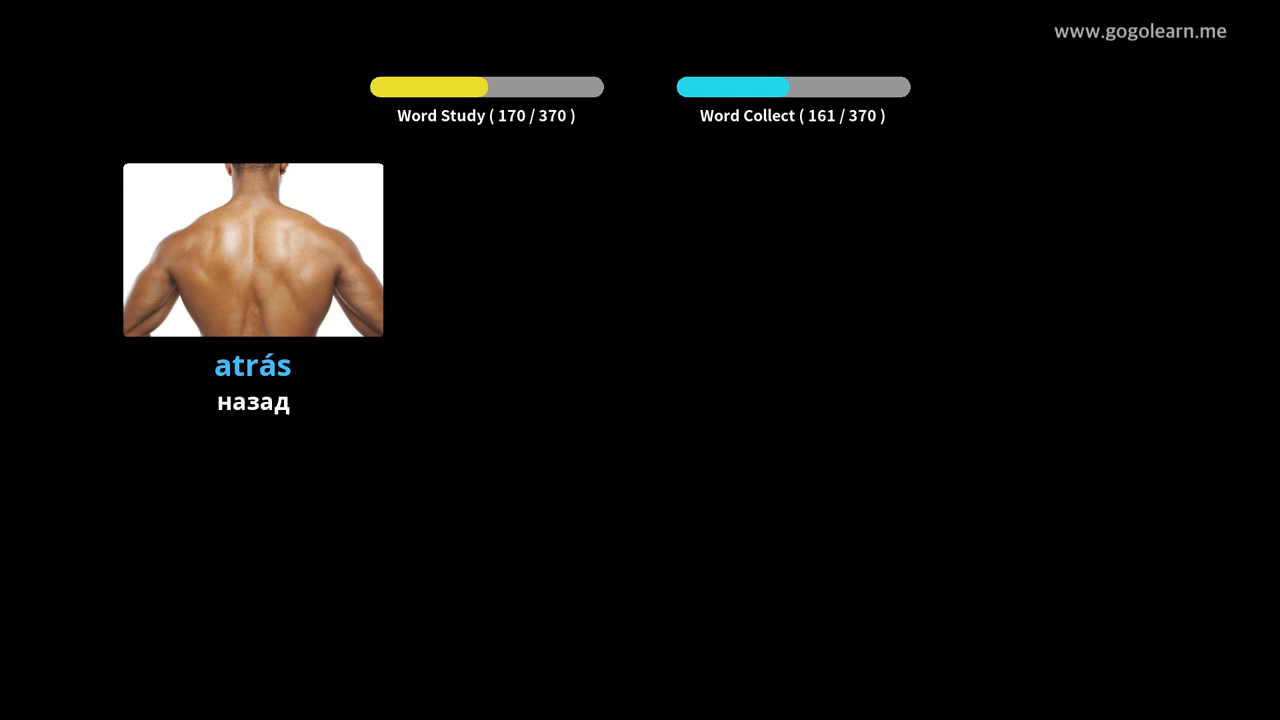 www.gogolearn.me
Word Study ( 170 / 370 )
Word Collect ( 161 / 370 )
atrás
назад